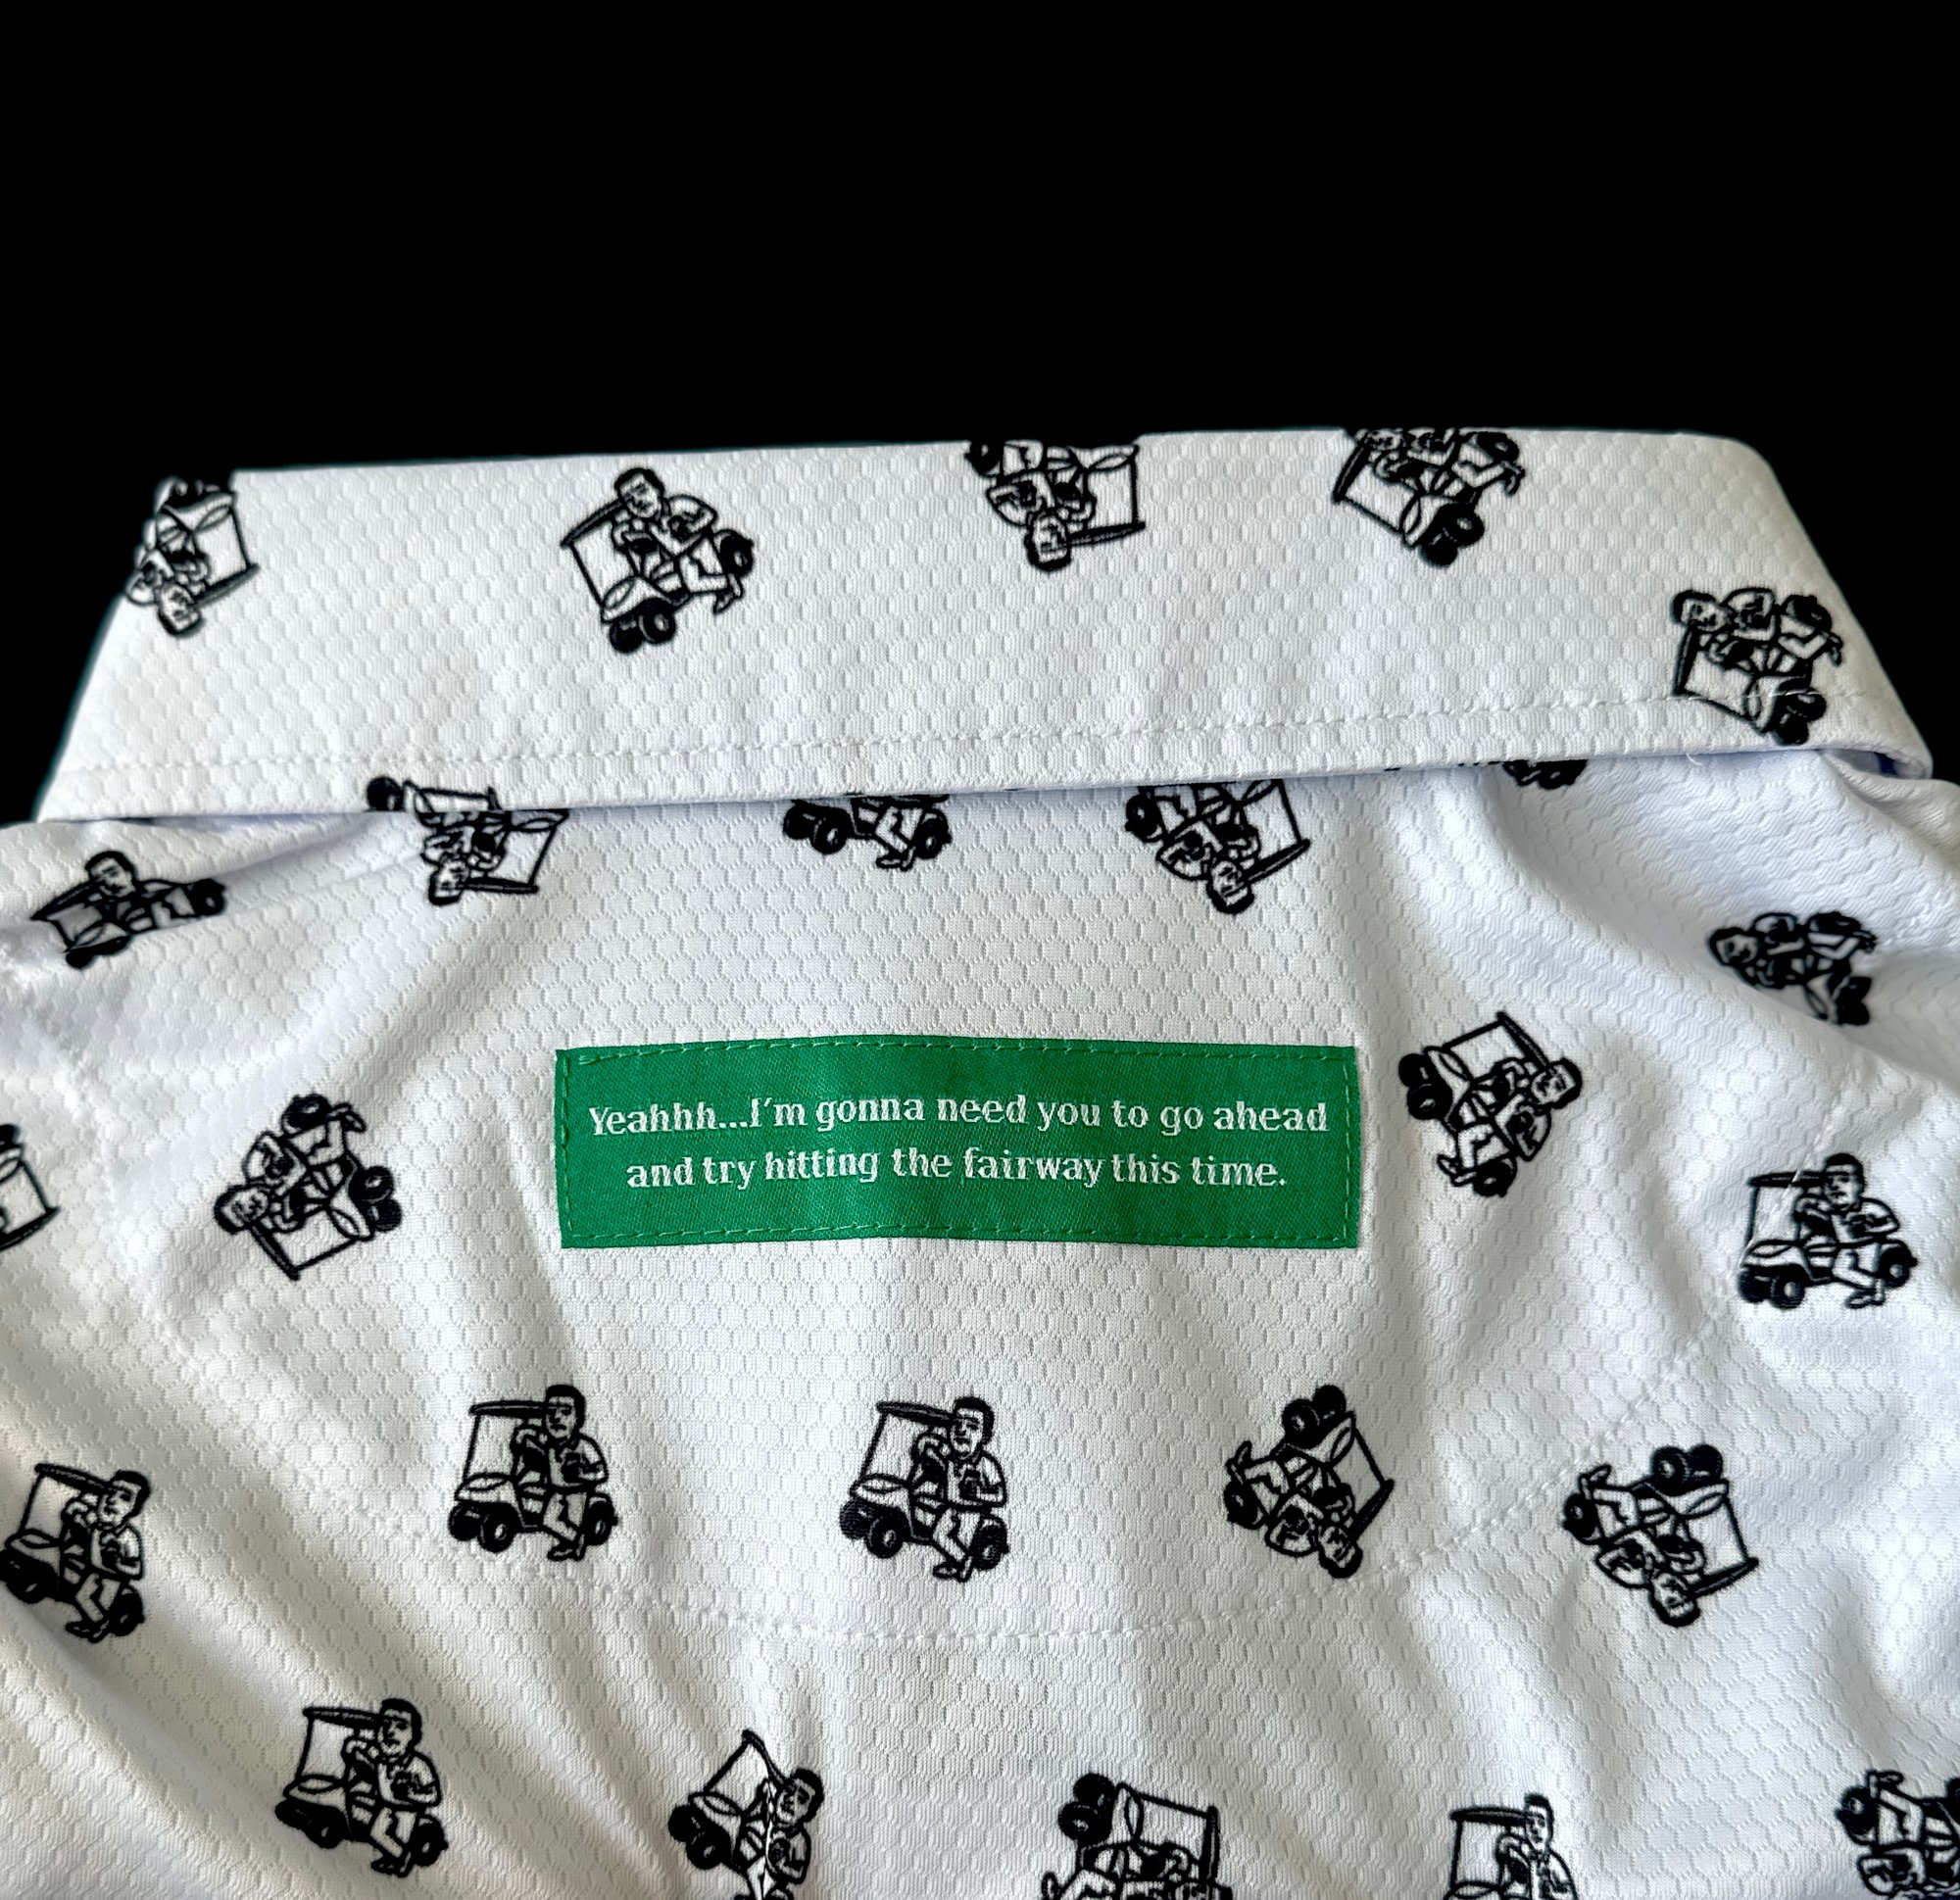 Yeahhh...I'm gonna need you to go ahead
and try hitting the fairway this time.